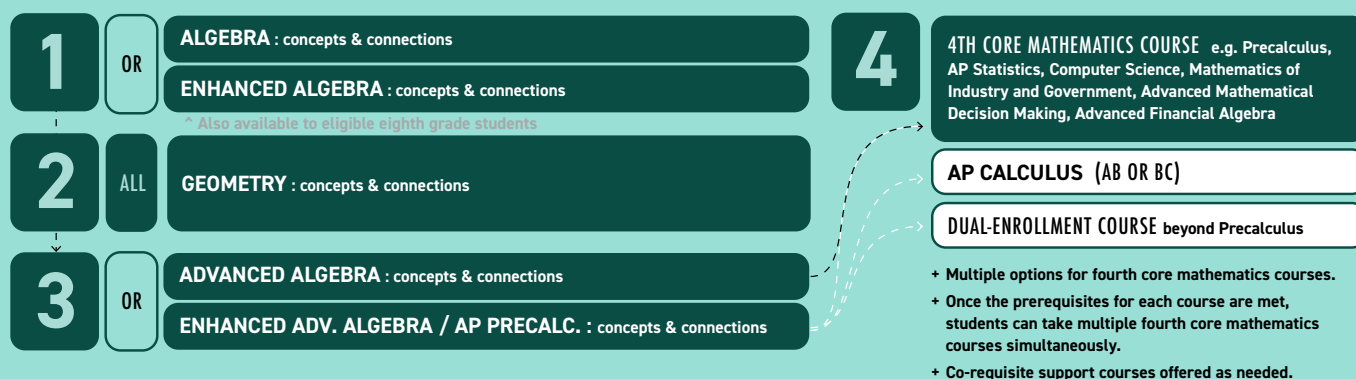 1
OR
ALGEBRA : concepts & connections
ENHANCED ALGEBRA : concepts & connections
^ Also available to eligible eighth grade students
2
ALL
GEOMETRY : concepts & connections
3
OR
ADVANCED ALGEBRA : concepts & connections
ENHANCED ADV. ALGEBRA / AP PRECALC. : concepts & connections
4
4TH CORE MATHEMATICS COURSE e.g. Precalculus,
AP Statistics, Computer Science, Mathematics of
Industry and Government, Advanced Mathematical
Decision Making, Advanced Financial Algebra
AP CALCULUS (AB OR BC)
DUAL-ENROLLMENT COURSE beyond Precalculus
+ Multiple options for fourth core mathematics courses.
+ Once the prerequisites for each course are met,
students can take multiple fourth core mathematics
courses simultaneously.
+ Co-requisite support courses offered as needed.